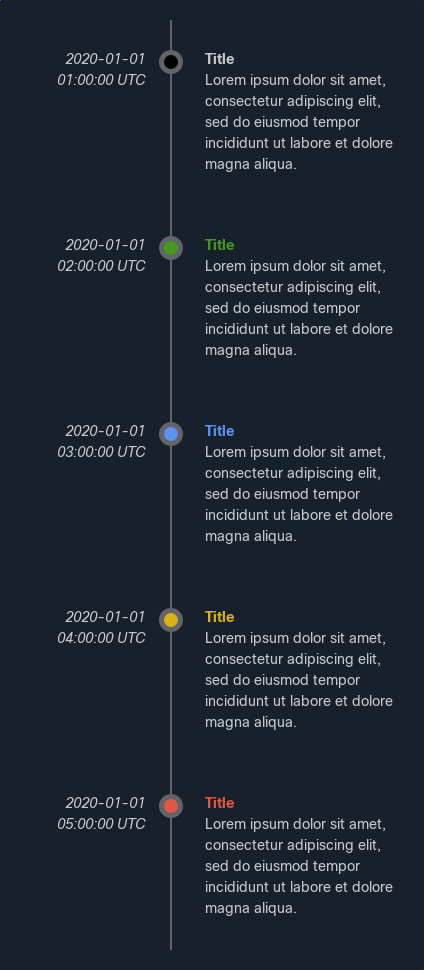 2020-01-01
01:00:00 UTC
Title
Lorem ipsum dolor sit amet,
consectetur adipiscing elit,
sed do eiusmod tempor
incididunt ut labore et dolore
magna aliqua.
2020-01-01
02:00:00 UTC
Title
Lorem ipsum dolor sit amet,
consectetur adipiscing elit,
sed do eiusmod tempor
incididunt ut labore et dolore
magna aliqua.
2020-01-01
03:00:00 UTC
Title
Lorem ipsum dolor sit amet,
consectetur adipiscing elit,
sed do eiusmod tempor
incididunt ut labore et dolore
magna aliqua.
2020-01-01
04:00:00 UTC
Title
Lorem ipsum dolor sit amet,
consectetur adipiscing elit,
sed do eiusmod tempor
incididunt ut labore et dolore
magna aliqua.
2020-01-01
05:00:00 UTC
Title
Lorem ipsum dolor sit amet,
consectetur adipiscing elit,
sed do eiusmod tempor
incididunt ut labore et dolore
magna aliqua.